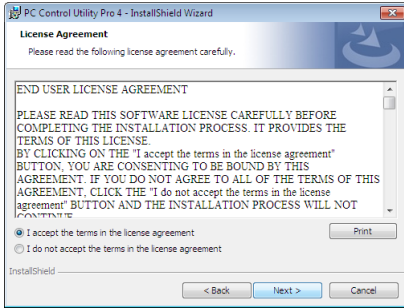 PC Control Utility Pro 4 - InstallShield Wizard
License Agreement
Please read the following license agreement carefully.
END USER LICENSE AGREEMENT
PLEASE READ THIS SOFTWARE LICENSE CAREFULLY BEFORE
COMPLETING THE INSTALLATION PROCESS. IT PROVIDES THE
TERMS OF THIS LICENSE.
BY CLICKING ON THE "I accept the terms in the license agreement"
BUTTON, YOU ARE CONSENTING TO BE BOUND BY THIS
AGREEMENT. IF YOU DO NOT AGREE TO ALL OF THE TERMS OF THIS
AGREEMENT, CLICK THE "I do not accept the terms in the license
agreement" BUTTON AND THE INSTALLATION PROCESS WILL NOT
CONTINUE
I accept the terms in the license agreement
Print
I do not accept the terms in the license agreement
InstallShield
< Back
Next >
Cancel